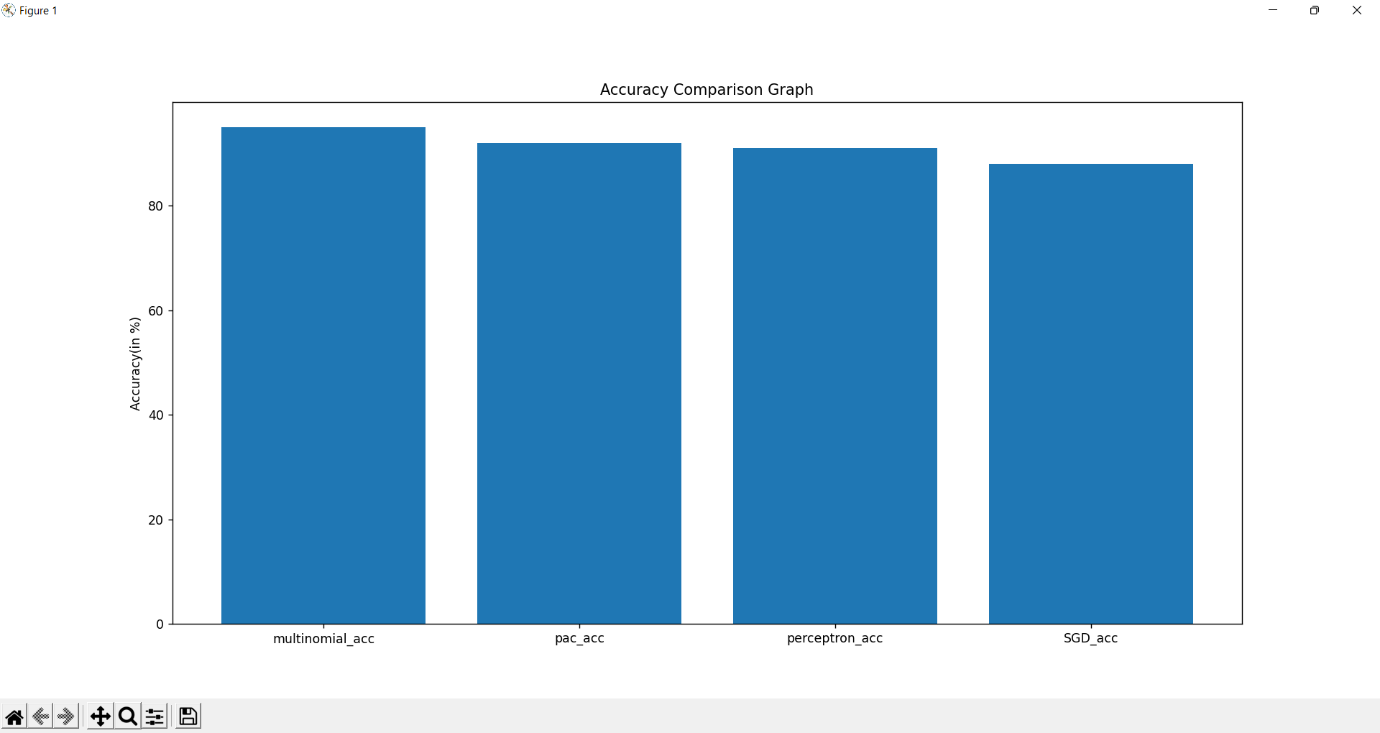 Figure 1
Accuracy Comparison Graph
Accuracy(in %)
80
60
40
20
0
multinomial_acc pac_acc perceptron_acc SGD_acc